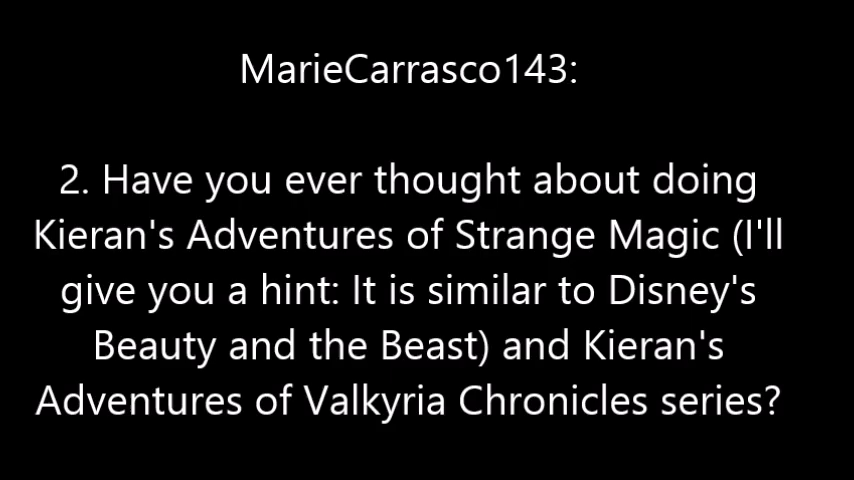 MarieCarrasco143:
2. Have you ever thought about doing
Kieran's Adventures of Strange Magic (I'll
give you a hint: It is similar to Disney's
Beauty and the Beast) and Kieran's
Adventures of Valkyria Chronicles series?